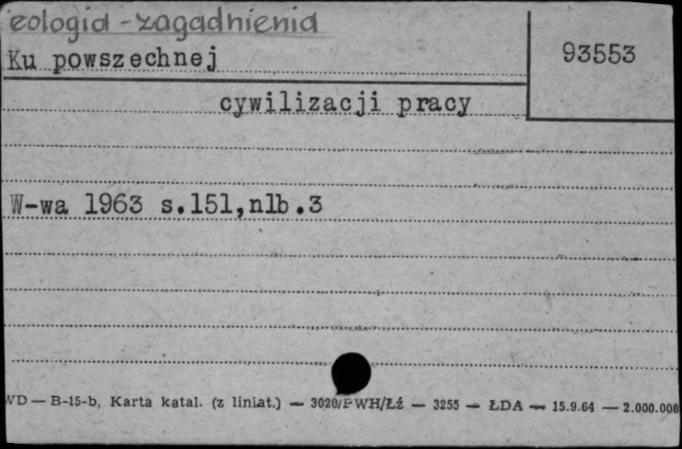 eologia - zagadnienia
Ku powszechnej
93553
cywilizacji pracy
W-wa 1963 s.151,nlb.3
WD — B-15-b, Karta katal. (z liniat.) — 3020/PWH/Łź — 3255 — ŁDA — 15.9.64 — 2.000.000